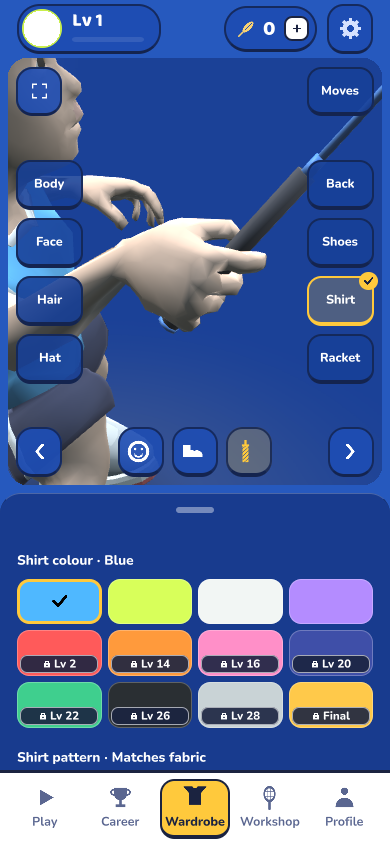 Lv 1
0
+
Moves
Body
Back
Face
Shoes
Hair
Shirt
Hat
Racket
Shirt colour · Blue
Lv 2
Lv 14
Lv 16
Lv 20
Lv 22
Lv 26
Lv 28
Final
Shirt pattern · Matches fabric
Play
Career
Wardrobe
Workshop
Profile